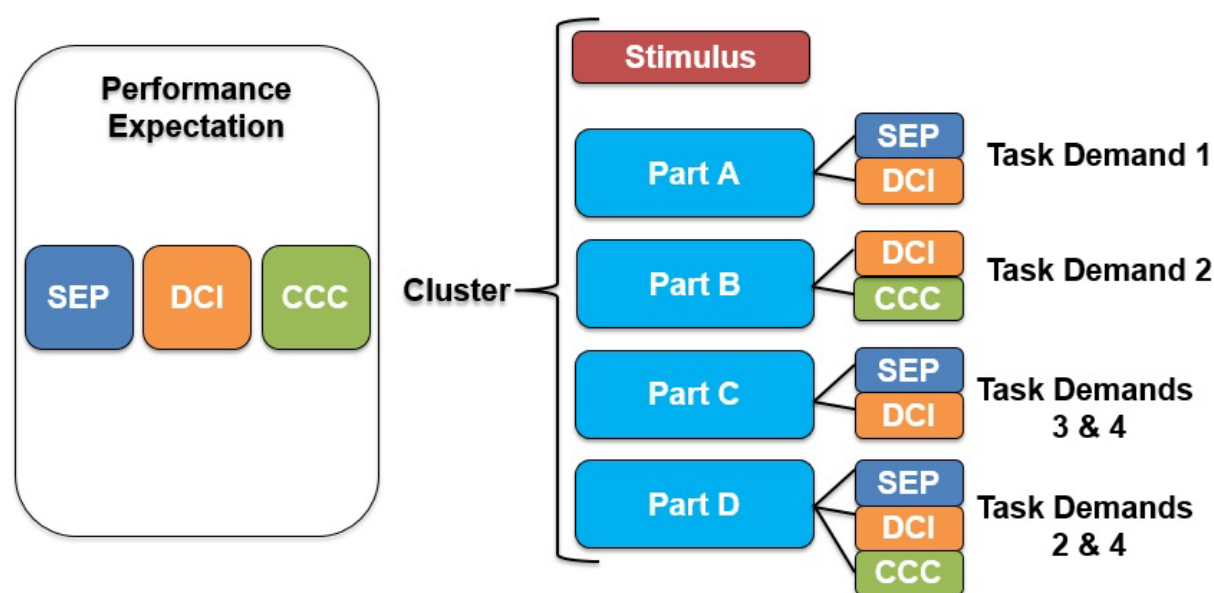 Performance
Expectation
SEP
DCI
CCC
Cluster
Stimulus
Part A
SEP
DCI
Task Demand 1
Part B
DCI
CCC
Task Demand 2
Part C
SEP
DCI
Task Demands
3 & 4
Part D
SEP
DCI
CCC
Task Demands
2 & 4